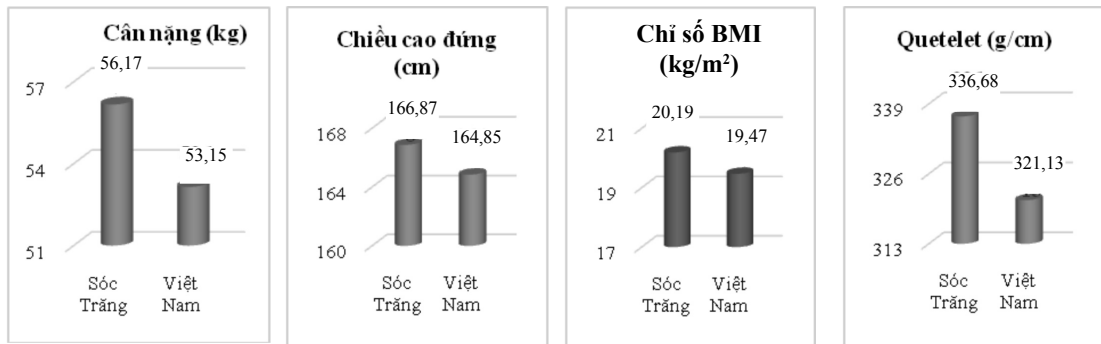 Cân nặng (kg)
57
54
51
56,17
53,15
Sóc
Trăng
Việt
Nam
Chiều cao đứng
(cm)
168
164
160
166,87
164,85
Sóc
Trăng
Việt
Nam
Chỉ số BMI
(kg/m²)
21
19
17
20,19
19,47
Sóc
Trăng
Việt
Nam
Quetelet (g/cm)
339
326
313
336,68
321,13
Sóc
Trăng
Việt
Nam